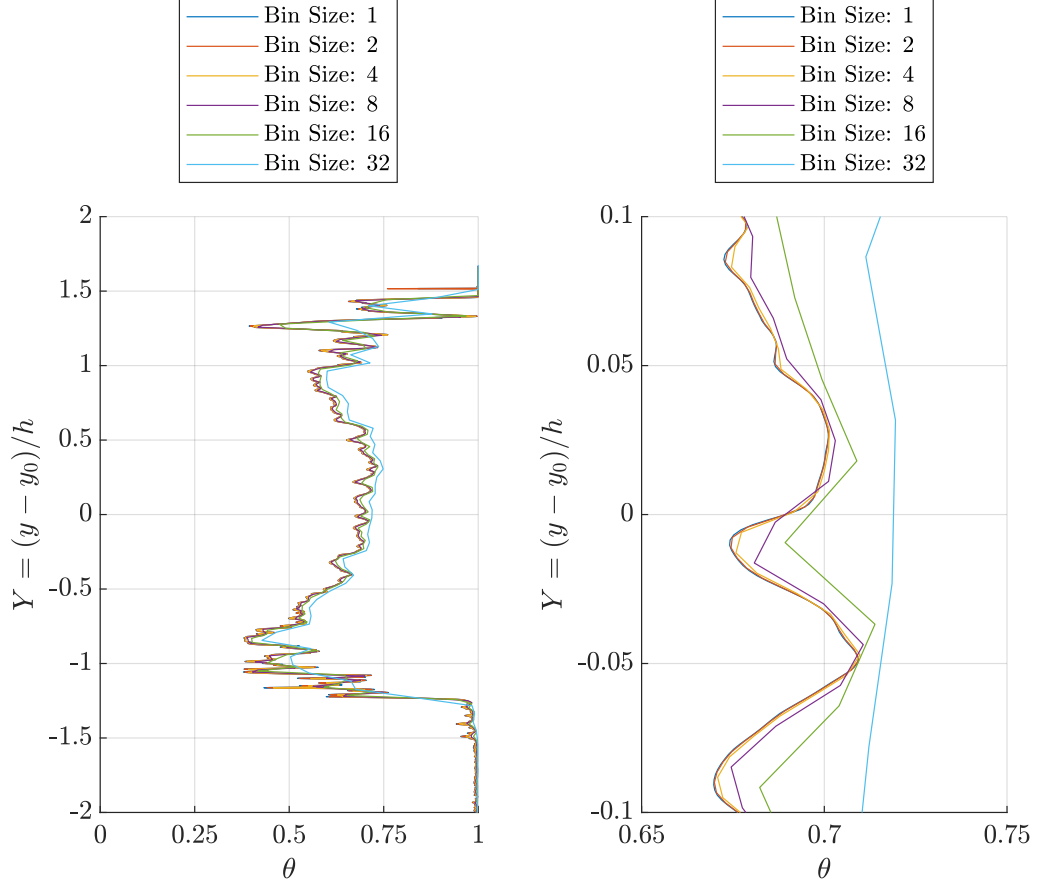 Bin Size: 1
Bin Size: 2
Bin Size: 4
Bin Size: 8
Bin Size: 16
Bin Size: 32
2
1.5
1
0.5
0
-0.5
-1
-1.5
-2
Y = (y − y₀)/h
0 0.25 0.5 0.75 1
θ
Bin Size: 1
Bin Size: 2
Bin Size: 4
Bin Size: 8
Bin Size: 16
Bin Size: 32
0.1
0.05
0
-0.05
-0.1
Y = (y − y₀)/h
0.65 0.7 0.75
θ